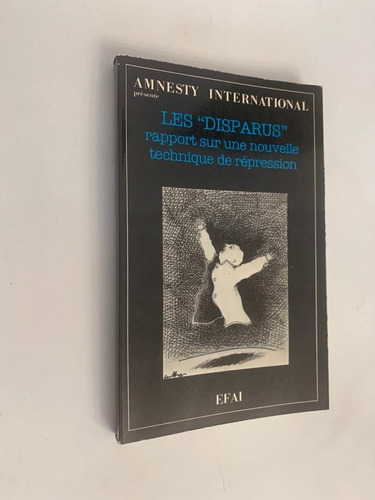 AMNESTY INTERNATIONAL
présente
LES "DISPARUS"
rapport sur une nouvelle
technique de répression
EFAI